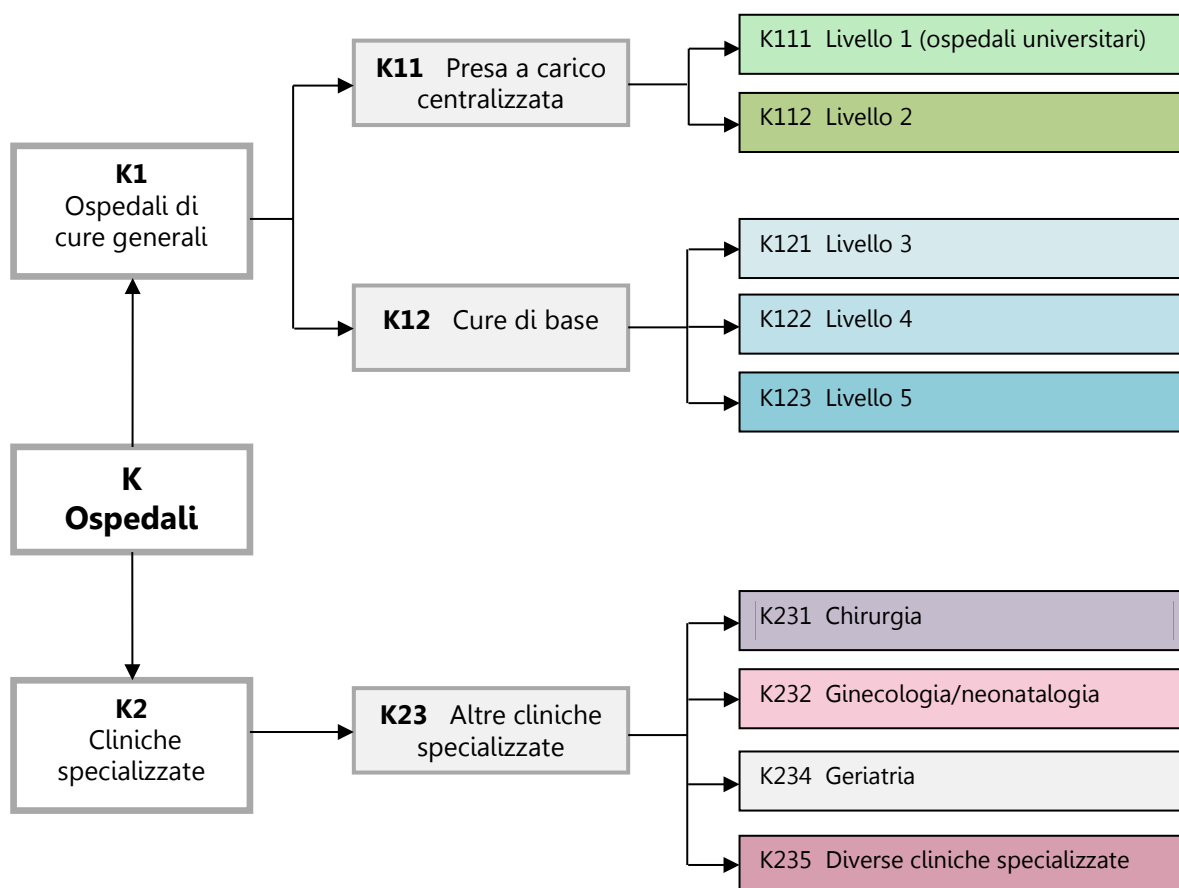 K111 Livello 1 (ospedali universitari)
K11 Presa a carico
centralizzata
K112 Livello 2
K1
Ospedali di
cure generali
K121 Livello 3
K12 Cure di base
K122 Livello 4
K123 Livello 5
K
Ospedali
K231 Chirurgia
K232 Ginecologia/neonatalogia
K2
Cliniche
specializzate
K23 Altre cliniche
specializzate
K234 Geriatria
K235 Diverse cliniche specializzate